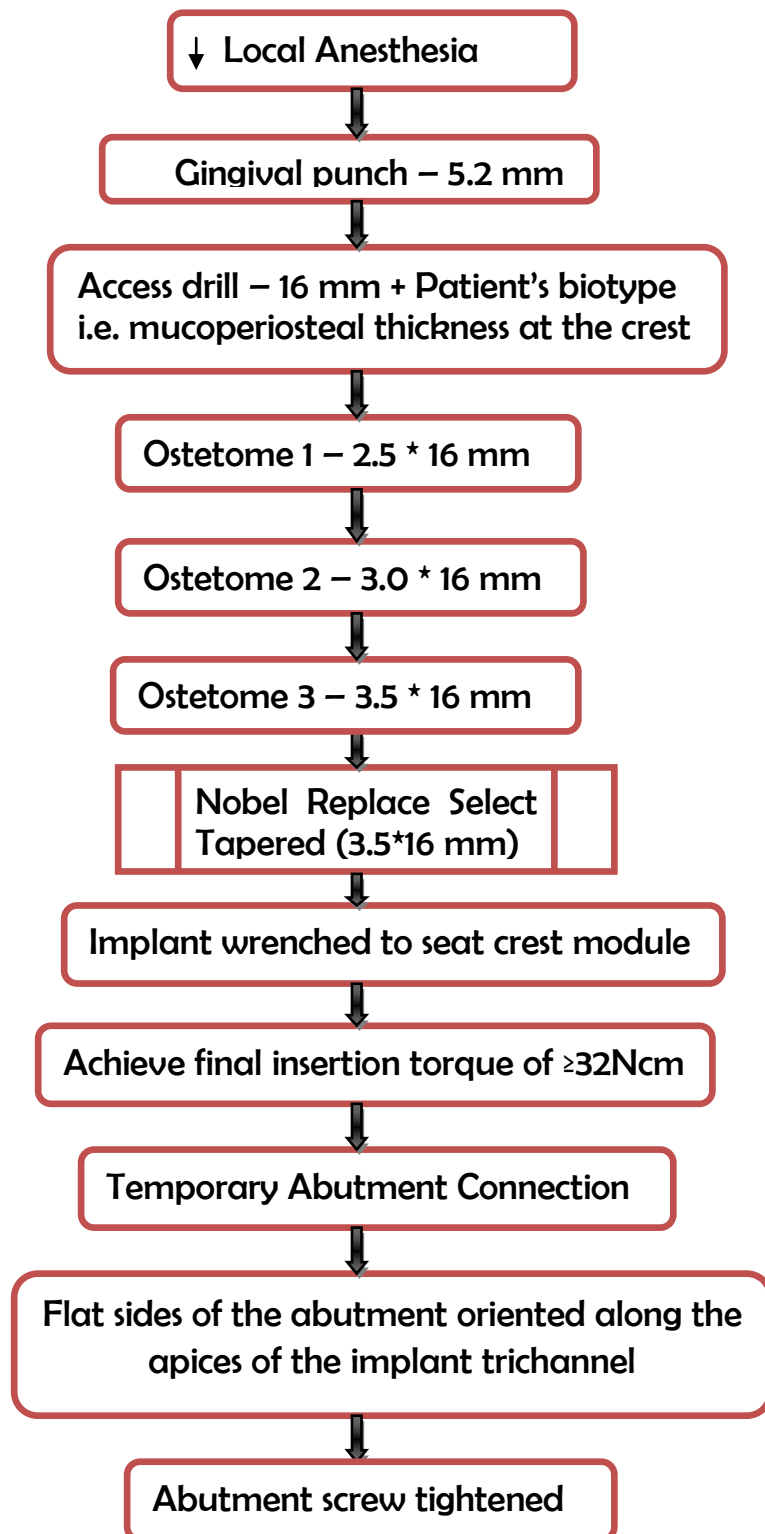 ↓ Local Anesthesia
Gingival punch – 5.2 mm
Access drill – 16 mm + Patient's biotype
i.e. mucoperiosteal thickness at the crest
Ostetome 1 – 2.5 * 16 mm
Ostetome 2 – 3.0 * 16 mm
Ostetome 3 – 3.5 * 16 mm
Nobel Replace Select
Tapered (3.5*16 mm)
Implant wrenched to seat crest module
Achieve final insertion torque of ≥32Ncm
Temporary Abutment Connection
Flat sides of the abutment oriented along the
apices of the implant trichannel
Abutment screw tightened